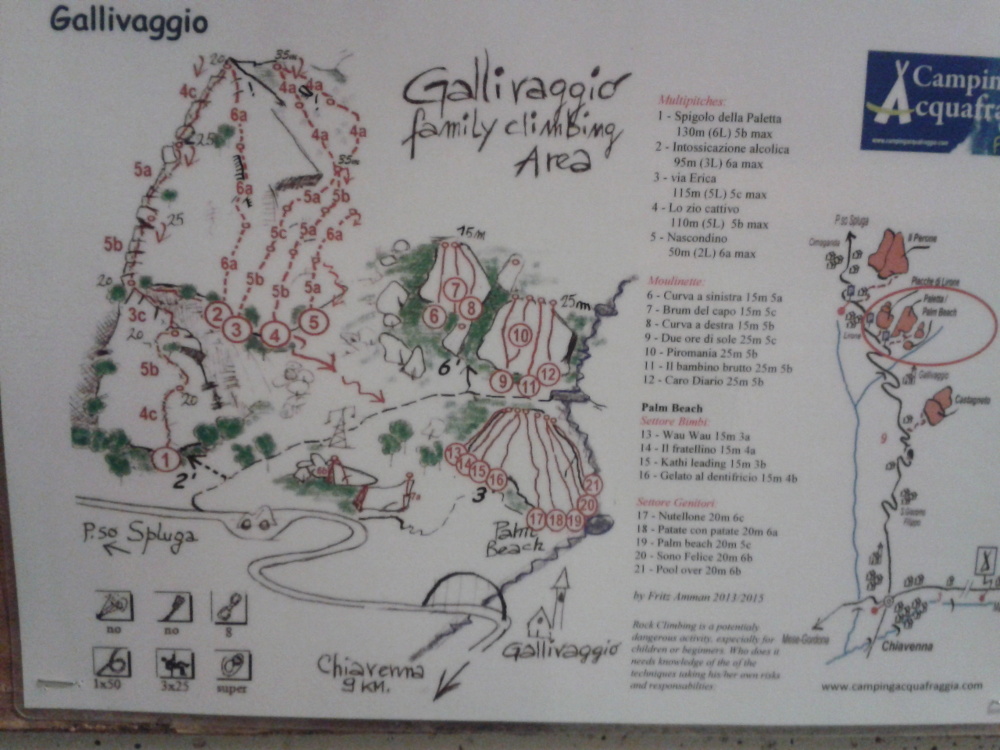 Gallivaggio
Gallivaggio
family climbing
Area
Campin
Acquafra
www.campingacquafraggia.com
Multipitches:
1 - Spigolo della Paletta
130m (6L) 5b max
2 - Intossicazione alcolica
95m (3L) 6a max
3 - via Erica
115m (5L) 5c max
4 - Lo zio cattivo
110m (5L) 5b max
5 - Nascondino
50m (2L) 6a max
Moulinette:
6 - Curva a sinistra 15m 5a
7 - Brum del capo 15m 5c
8 - Curva a destra 15m 5b
9 - Due ore di sole 25m 5c
10 - Piromania 25m 5b
11 - Il bambino brutto 25m 5b
12 - Caro Diario 25m 5b
Palm Beach
Settore Bimbi:
13 - Wau Wau 15m 3a
14 - Il fratellino 15m 4a
15 - Kathi leading 15m 3b
16 - Gelato al dentifricio 15m 4b
Settore Genitori:
17 - Nutellone 20m 6c
18 - Patate con patate 20m 6a
19 - Palm beach 20m 5c
20 - Sono Felice 20m 6b
21 - Pool over 20m 6b
by Fritz Amman 2013/2015
Rock Climbing is a potentialy
dangerous activity, especially for
children or begginers. Who does it
needs knowledge of the of the
techniques taking his/her own risks
and responsabilities.
20
35m
4c
4a
4a
6a
4a
4a
25
35m
5a
6a
5a
5b
25
5c
5a
6a
5b
6a
5b
5b
5a
20
3c
2
3
4
5
20
5b
20
4c
1
2'
15m
7
6
8
25m
10
6'
9
11
12
13
14
15
16
3'
21
20
17
18
19
Palm
Beach
P.so Spluga
Gallivaggio
Chiavenna
9 KM.
no
no
8
1x50
3x25
super
P.so Spluga
Il Perone
Placche di Lirone
Paletta /
Palm Beach
Lirone
Gallivaggio
Castagneto
9
S.Giacomo
Filippo
Mese-Gordona
Chiavenna
www.campingacquafraggia.com